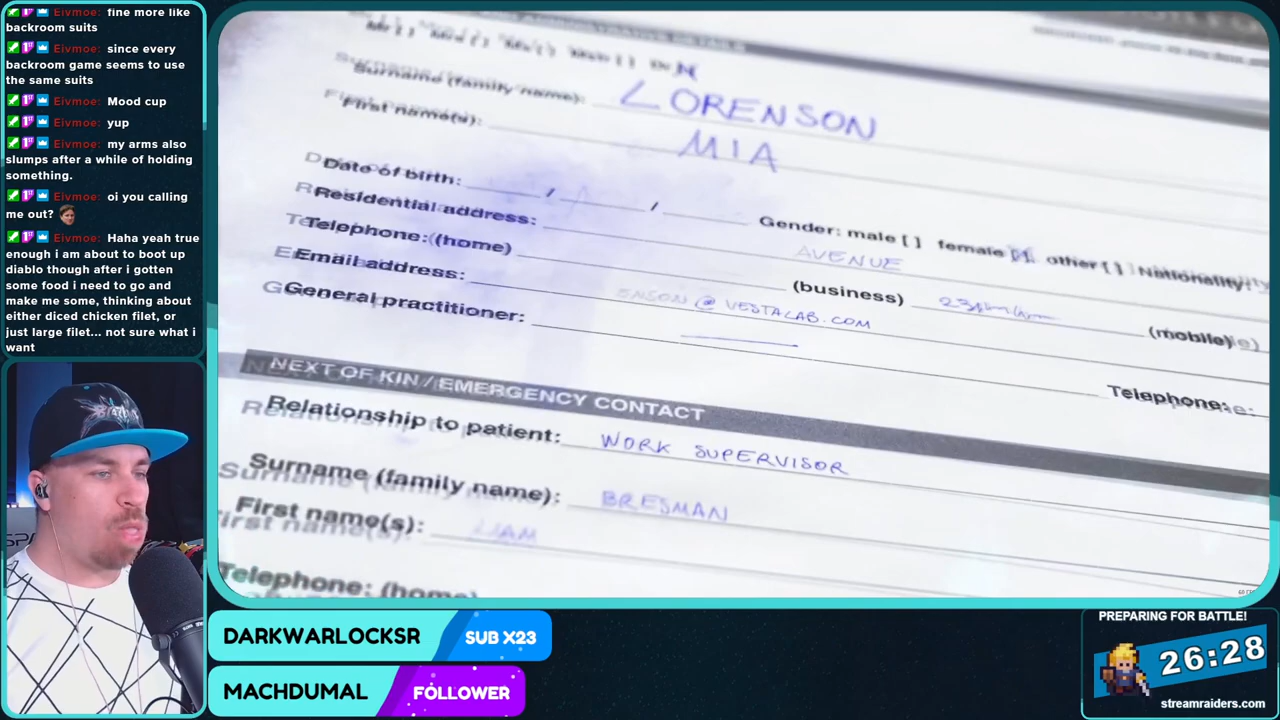 Eivmoe: fine more like
backroom suits
Eivmoe: since every
backroom game seems to use
the same suits
Eivmoe: Mood cup
Eivmoe: yup
Eivmoe: my arms also
slumps after a while of holding
something.
Eivmoe: oi you calling
me out?
Eivmoe: Haha yeah true
enough i am about to boot up
diablo though after i gotten
some food i need to go and
make me some, thinking about
either diced chicken filet, or
just large filet... not sure what i
want
Surname (family name): LORENSON
First name(s): MIA
Date of birth: / / Gender: male [ ] female other [ ] Nationality:
Residential address: AVENUE
Telephone: (home) (business) (mobile)
Email address: ENSON @ VESTALAB.COM
General practitioner: Telephone:
NEXT OF KIN / EMERGENCY CONTACT
Relationship to patient: WORK SUPERVISOR
Surname (family name): BRESMAN
First name(s): LIAM
Telephone: (home)
DARKWARLOCKSR SUB X23
MACHDUMAL FOLLOWER
PREPARING FOR BATTLE!
26:28
streamraiders.com